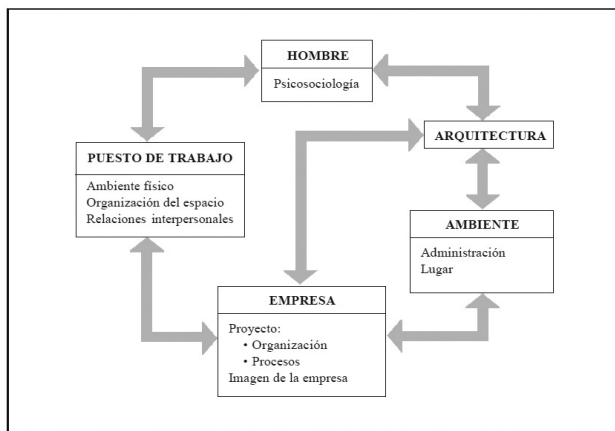 HOMBRE
Psicosociología
ARQUITECTURA
PUESTO DE TRABAJO
Ambiente físico
Organización del espacio
Relaciones interpersonales
AMBIENTE
Administración
Lugar
EMPRESA
Proyecto:
• Organización
• Procesos
Imagen de la empresa